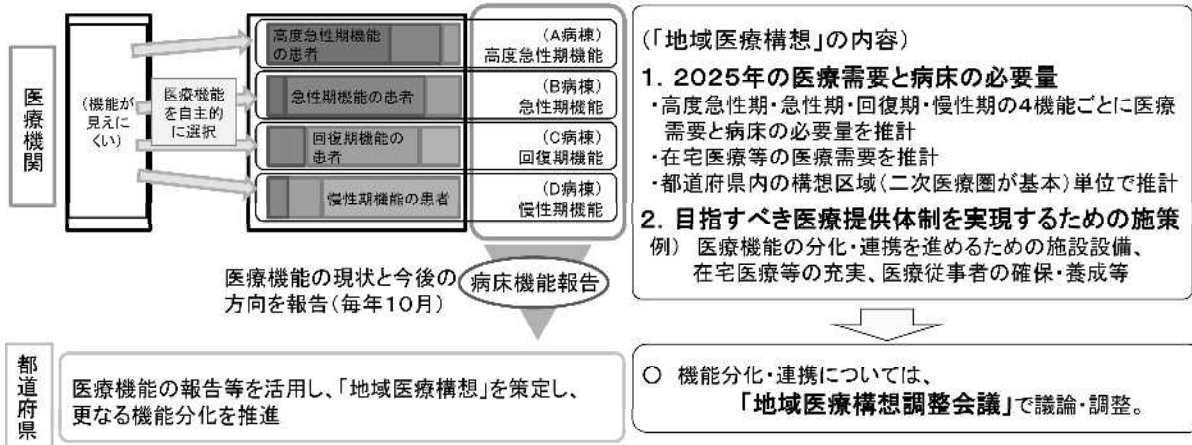 医療機関
(機能が
見えに
くい)
医療機能
を自主的
に選択
高度急性期機能
の患者
急性期機能の患者
回復期機能の
患者
慢性期機能の患者
(A病棟)
高度急性期機能
(B病棟)
急性期機能
(C病棟)
回復期機能
(D病棟)
慢性期機能
医療機能の現状と今後の
方向を報告(毎年10月)
病床機能報告
都道府県
医療機能の報告等を活用し、「地域医療構想」を策定し、
更なる機能分化を推進
(「地域医療構想」の内容)
1. 2025年の医療需要と病床の必要量
・高度急性期・急性期・回復期・慢性期の4機能ごとに医療
需要と病床の必要量を推計
・在宅医療等の医療需要を推計
・都道府県内の構想区域(二次医療圏が基本)単位で推計
2. 目指すべき医療提供体制を実現するための施策
例) 医療機能の分化・連携を進めるための施設設備、
在宅医療等の充実、医療従事者の確保・養成等
○ 機能分化・連携については、
「地域医療構想調整会議」で議論・調整。